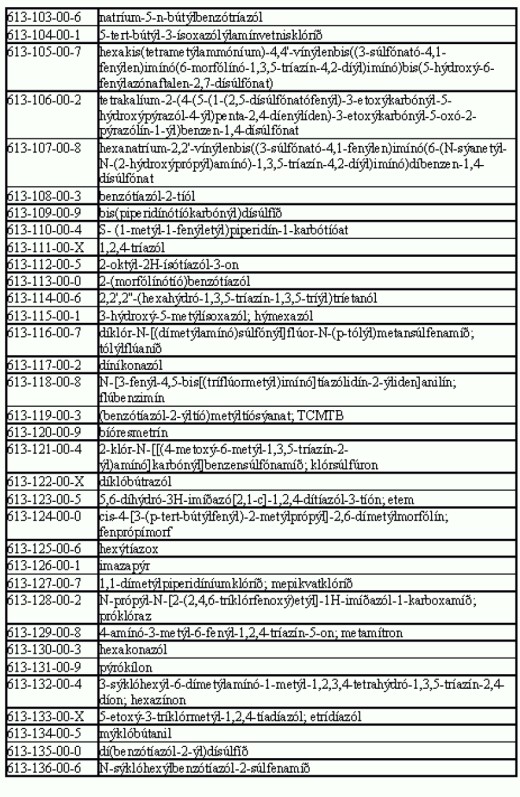 613-103-00-6 natríum-5-n-bútýlbenzótríazól
613-104-00-1 5-tert-bútýl-3-ísoxazólýlamínvetnisklóríð
613-105-00-7 hexakis(tetrametýlammóníum)-4,4'-vínýlenbis((3-súlfónató-4,1-
fenýlen)imínó(6-morfólínó-1,3,5-tríazín-4,2-díýl)imínó)bis(5-hýdroxý-6-
fenýlazónaftalen-2,7-dísúlfónat)
613-106-00-2 tetrakalíum-2-(4-(5-(1-(2,5-dísúlfónatófenýl)-3-etoxýkarbónýl-5-
hýdroxýpýrazól-4-ýl)penta-2,4-díenýlíden)-3-etoxýkarbónýl-5-oxó-2-
pýrazólín-1-ýl)benzen-1,4-dísúlfónat
613-107-00-8 hexanatríum-2,2'-vínýlenbis((3-súlfónató-4,1-fenýlen)imínó(6-(N-sýanetýl-
N-(2-hýdroxýprópýl)amínó)-1,3,5-tríazín-4,2-díýl)imínó)díbenzen-1,4-
dísúlfónat
613-108-00-3 benzótíazól-2-tíól
613-109-00-9 bis(piperidínótíókarbónýl)dísúlfíð
613-110-00-4 S- (1-metýl-1-fenýletýl)piperidín-1-karbótíóat
613-111-00-X 1,2,4-tríazól
613-112-00-5 2-oktýl-2H-ísótíazól-3-on
613-113-00-0 2-(morfólínótíó)benzótíazól
613-114-00-6 2,2',2"-(hexahýdró-1,3,5-tríazín-1,3,5-tríýl)tríetanól
613-115-00-1 3-hýdroxý-5-metýlísoxazól; hýmexazól
613-116-00-7 díklór-N-[(dímetýlamínó)súlfónýl]flúor-N-(p-tólýl)metansúlfenamíð;
tólýlflúaníð
613-117-00-2 díníkonazól
613-118-00-8 N-[3-fenýl-4,5-bis[(tríflúormetýl)imínó]tíazólidín-2-ýliden]anilín;
flúbenzimín
613-119-00-3 (benzótíazól-2-ýltíó)metýltíósýanat; TCMTB
613-120-00-9 bíóresmetrín
613-121-00-4 2-klór-N-[[(4-metoxý-6-metýl-1,3,5-tríazín-2-
ýl)amínó]karbónýl]benzensúlfónamíð; klórsúlfúron
613-122-00-X díklóbútrazól
613-123-00-5 5,6-díhýdró-3H-imíðazó[2,1-c]-1,2,4-dítíazól-3-tíón; etem
613-124-00-0 cis-4-[3-(p-tert-bútýlfenýl)-2-metýlprópýl]-2,6-dímetýlmorfólín;
fenprópímorf
613-125-00-6 hexýtíazox
613-126-00-1 imazapýr
613-127-00-7 1,1-dímetýlpiperidíníumklóríð; mepikvatklóríð
613-128-00-2 N-própýl-N-[2-(2,4,6-tríklórfenoxý)etýl]-1H-imíðazól-1-karboxamíð;
próklóraz
613-129-00-8 4-amínó-3-metýl-6-fenýl-1,2,4-tríazín-5-on; metamítron
613-130-00-3 hexakonazól
613-131-00-9 pýrókílon
613-132-00-4 3-sýklóhexýl-6-dímetýlamínó-1-metýl-1,2,3,4-tetrahýdró-1,3,5-tríazín-2,4-
díon; hexazínon
613-133-00-X 5-etoxý-3-tríklórmetýl-1,2,4-tíadíazól; etrídíazól
613-134-00-5 mýklóbútanil
613-135-00-0 dí(benzótíazól-2-ýl)dísúlfíð
613-136-00-6 N-sýklóhexýlbenzótíazól-2-súlfenamíð